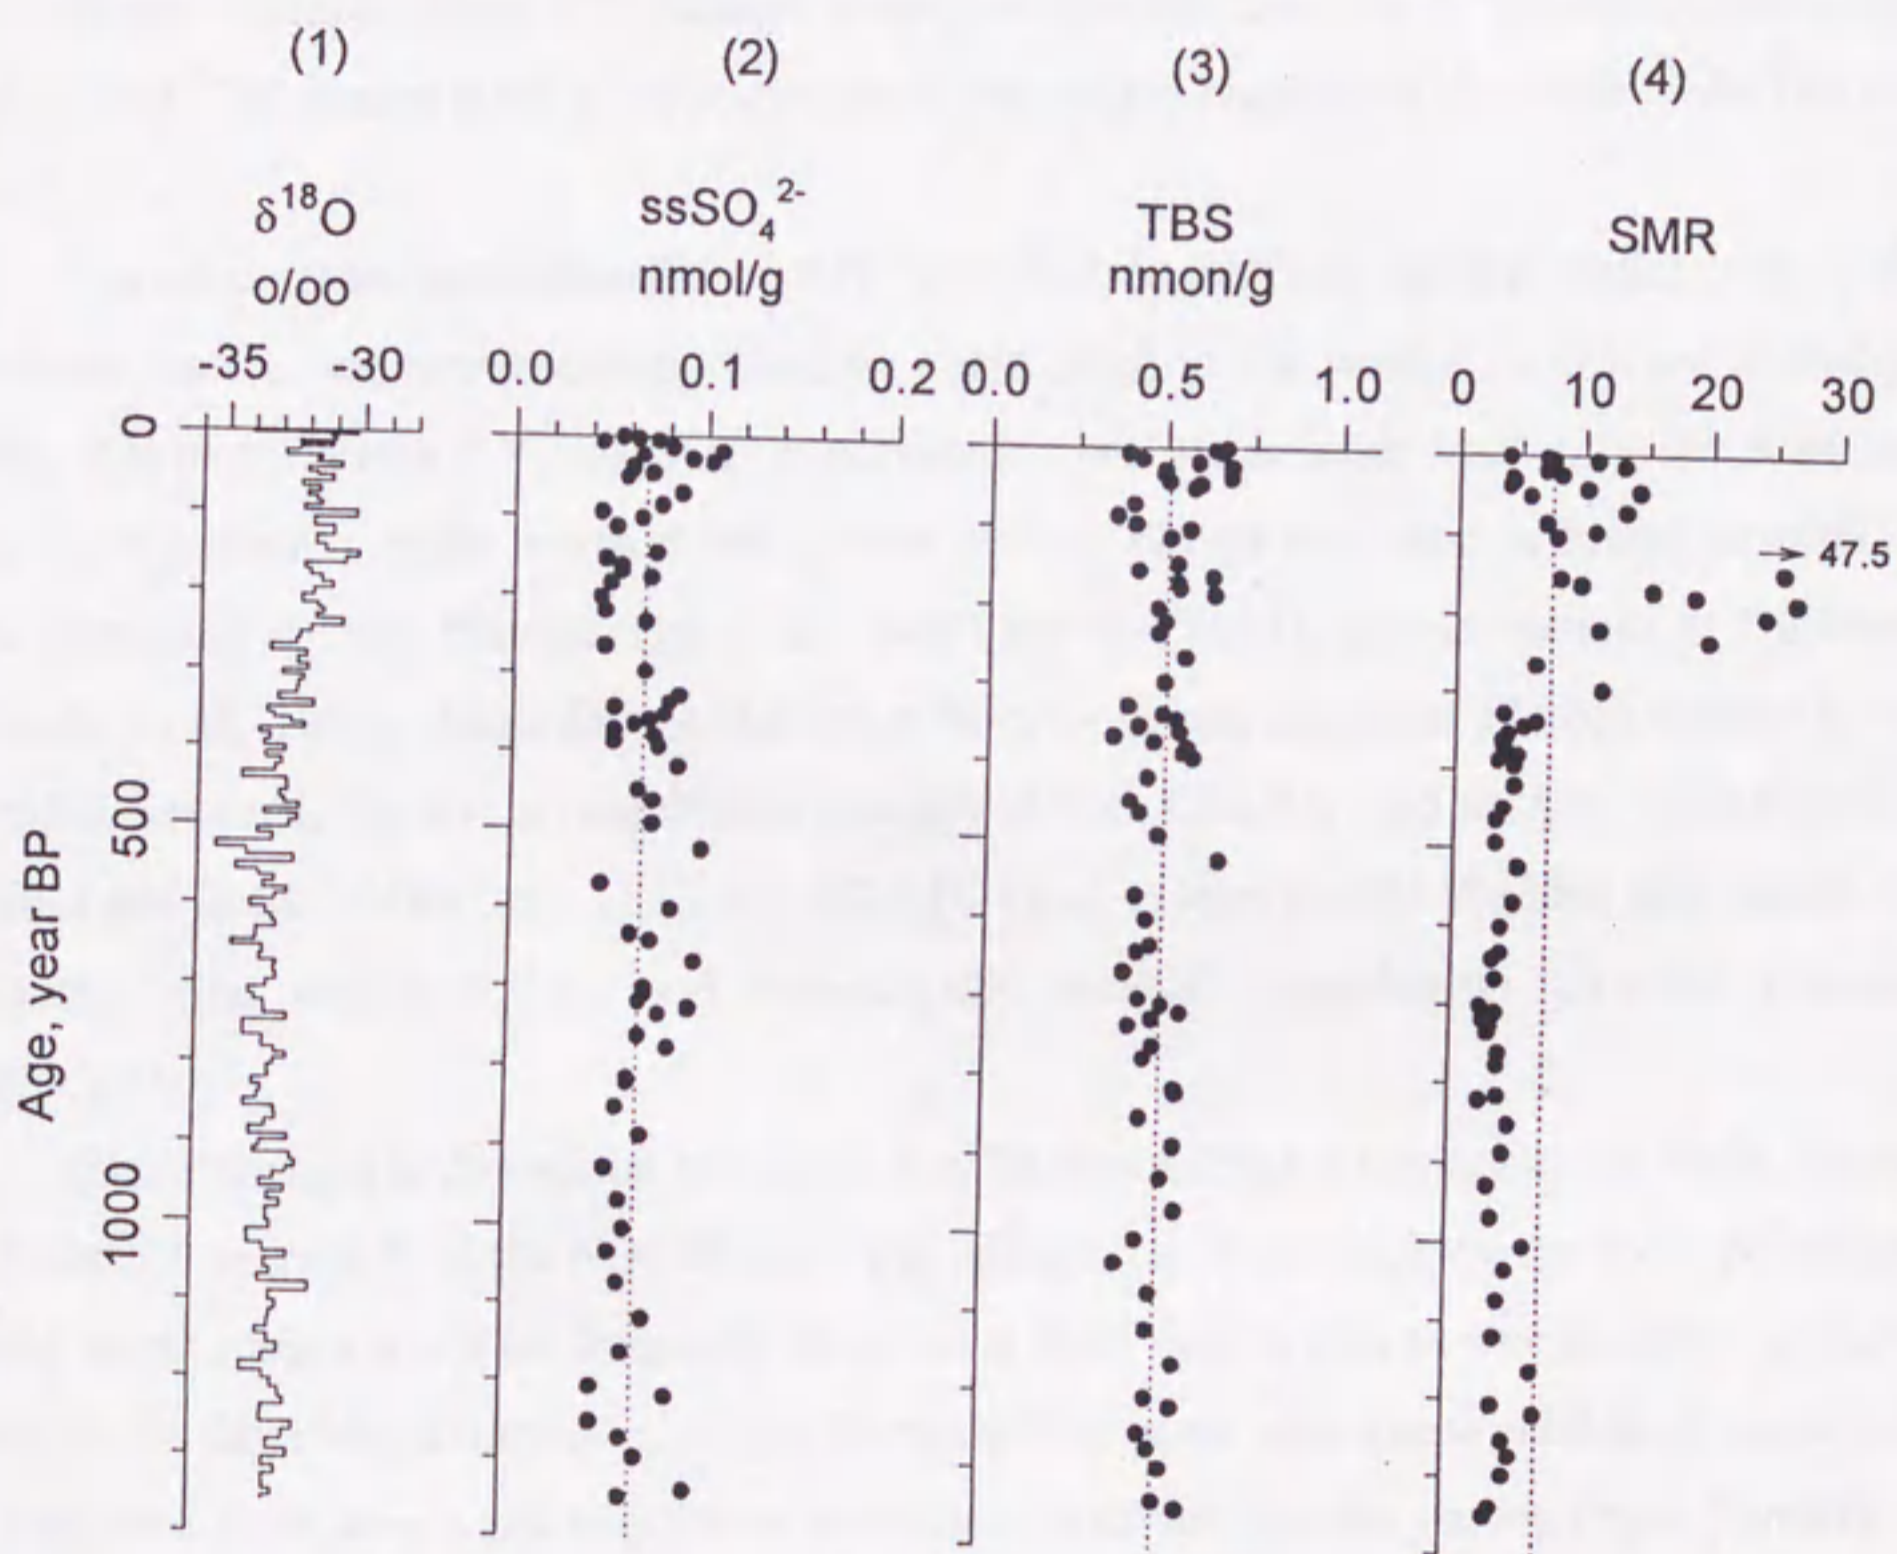 (1) (2) (3) (4)
δ¹⁸O
o/oo
ssSO₄²⁻
nmol/g
TBS
nmon/g
SMR
-35 -30
0.0 0.1 0.2
0.0 0.5 1.0
0 10 20 30
→ 47.5
Age, year BP
0
500
1000